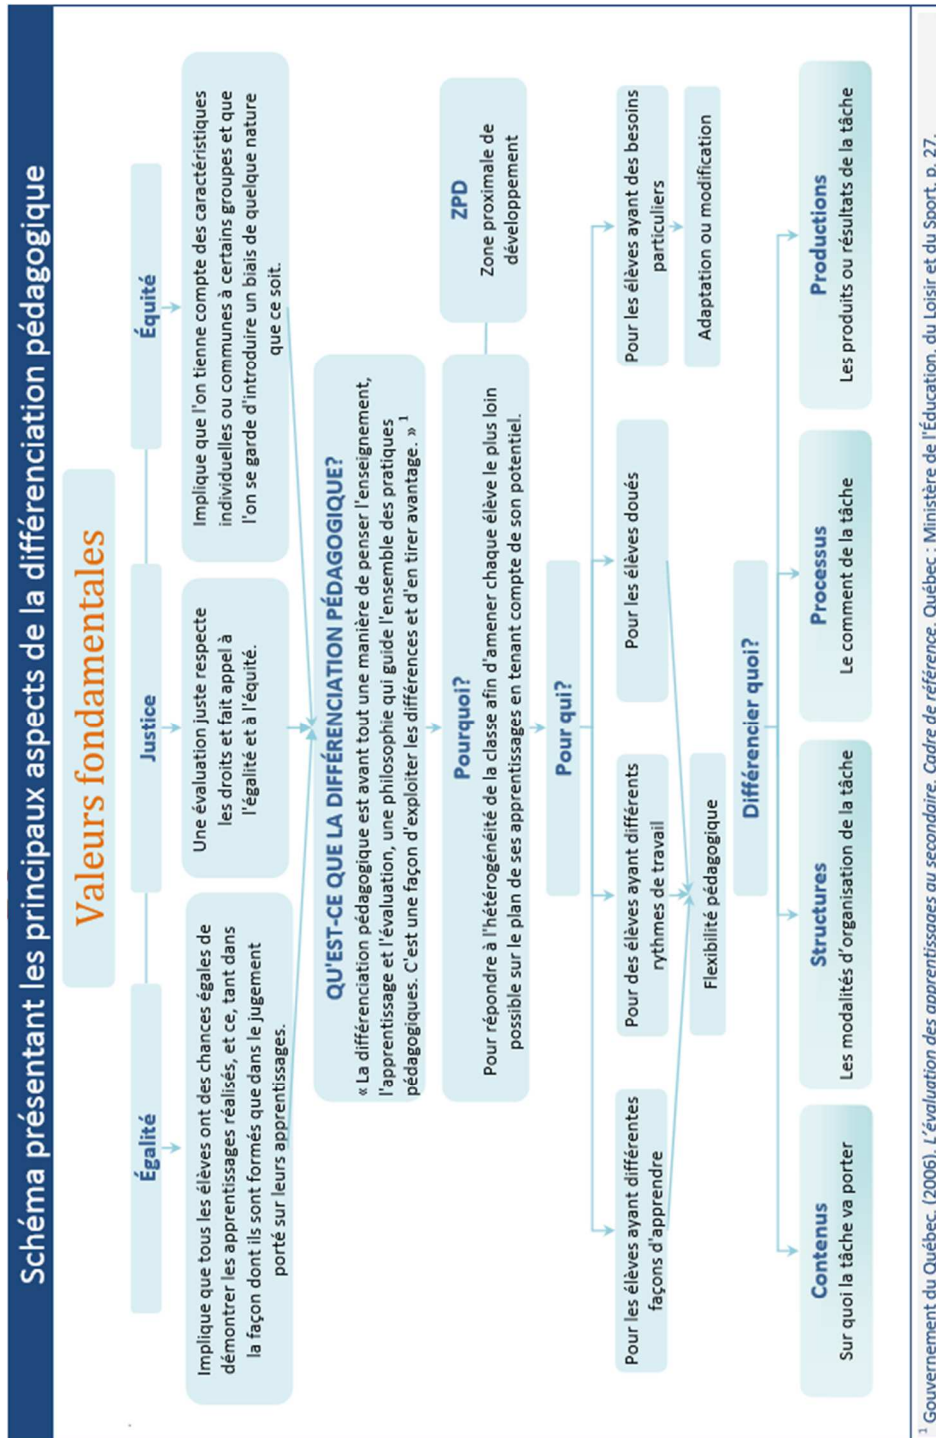 Schéma présentant les principaux aspects de la différenciation pédagogique
Valeurs fondamentales
Égalité
Implique que tous les élèves ont des chances égales de
démontrer les apprentissages réalisés, et ce, tant dans
la façon dont ils sont formés que dans le jugement
porté sur leurs apprentissages.
Justice
Une évaluation juste respecte
les droits et fait appel à
l'égalité et à l'équité.
Équité
Implique que l'on tienne compte des caractéristiques
individuelles ou communes à certains groupes et que
l'on se garde d'introduire un biais de quelque nature
que ce soit.
QU'EST-CE QUE LA DIFFÉRENCIATION PÉDAGOGIQUE?
« La différenciation pédagogique est avant tout une manière de penser l'enseignement,
l'apprentissage et l'évaluation, une philosophie qui guide l'ensemble des pratiques
pédagogiques. C'est une façon d'exploiter les différences et d'en tirer avantage. » 1
Pourquoi?
Pour répondre à l'hétérogénéité de la classe afin d'amener chaque élève le plus loin
possible sur le plan de ses apprentissages en tenant compte de son potentiel.
ZPD
Zone proximale de
développement
Pour qui?
Pour les élèves ayant différentes
façons d'apprendre
Pour des élèves ayant différents
rythmes de travail
Pour les élèves doués
Pour les élèves ayant des besoins
particuliers
Flexibilité pédagogique
Adaptation ou modification
Différencier quoi?
Contenus
Sur quoi la tâche va porter
Structures
Les modalités d'organisation de la tâche
Processus
Le comment de la tâche
Productions
Les produits ou résultats de la tâche
1 Gouvernement du Québec. (2006). L'évaluation des apprentissages au secondaire. Cadre de référence. Québec : Ministère de l'Éducation, du Loisir et du Sport, p. 27.